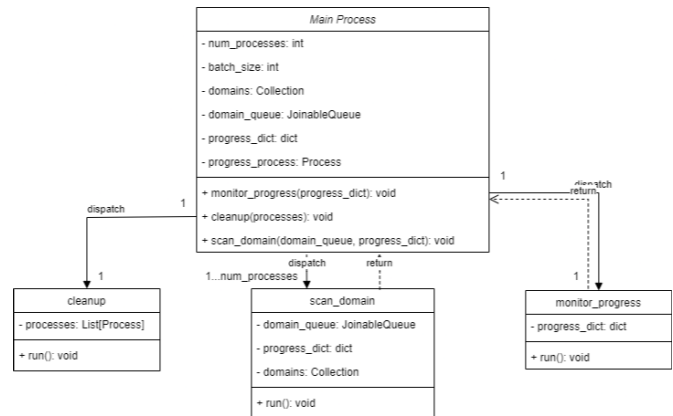 Main Process
- num_processes: int
- batch_size: int
- domains: Collection
- domain_queue: JoinableQueue
- progress_dict: dict
- progress_process: Process
+ monitor_progress(progress_dict): void
+ cleanup(processes): void
+ scan_domain(domain_queue, progress_dict): void
1
dispatch
1
1
dispatch
return
dispatch
return
1...num_processes
1
1
cleanup
- processes: List[Process]
+ run(): void
scan_domain
- domain_queue: JoinableQueue
- progress_dict: dict
- domains: Collection
+ run(): void
monitor_progress
- progress_dict: dict
+ run(): void